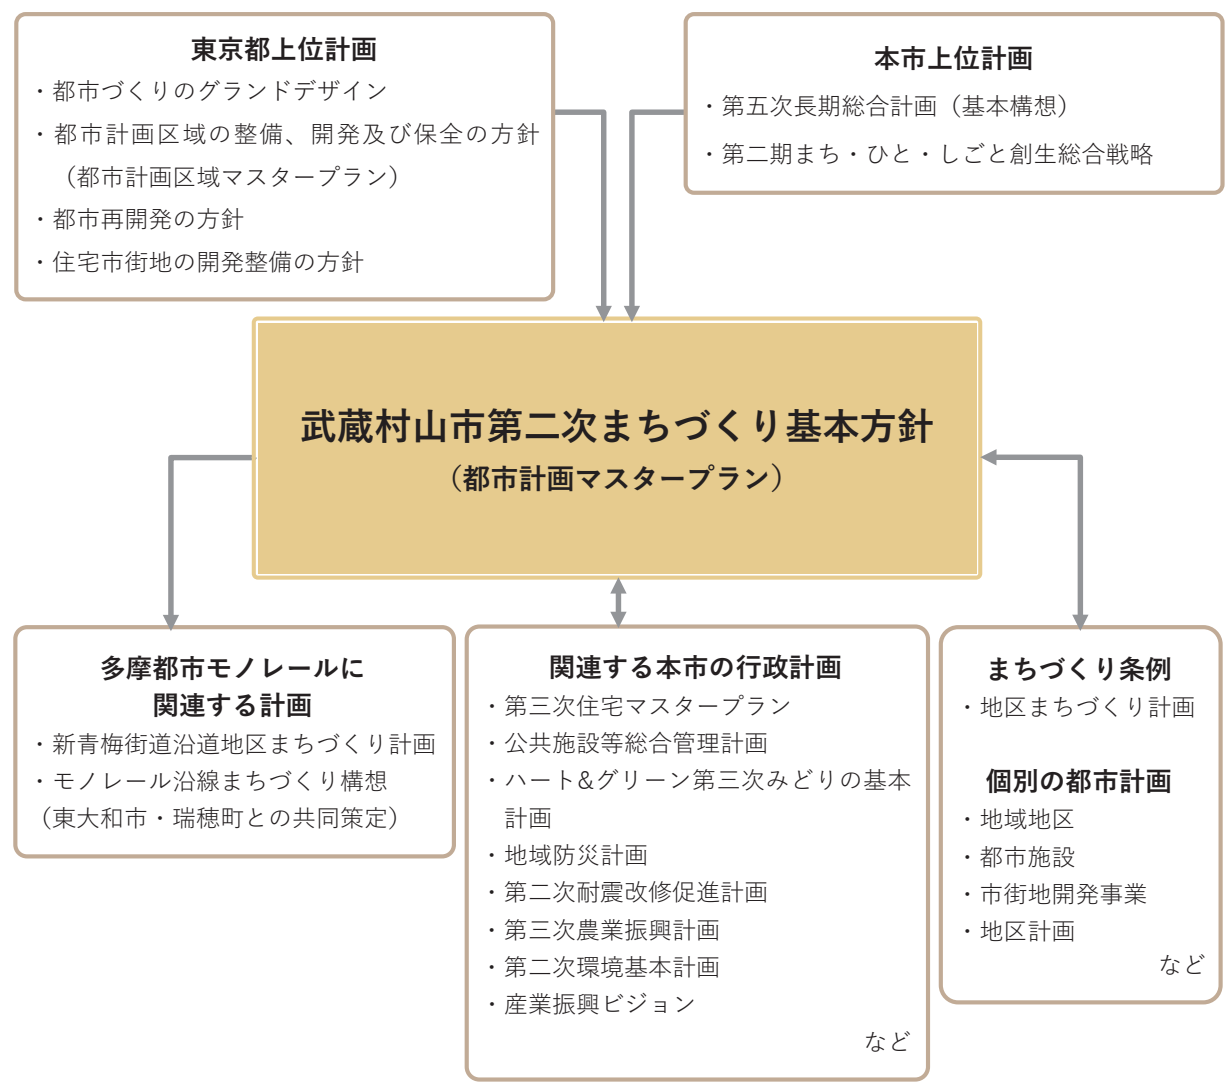 東京都上位計画
・都市づくりのグランドデザイン
・都市計画区域の整備、開発及び保全の方針
（都市計画区域マスタープラン）
・都市再開発の方針
・住宅市街地の開発整備の方針
本市上位計画
・第五次長期総合計画（基本構想）
・第二期まち・ひと・しごと創生総合戦略
武蔵村山市第二次まちづくり基本方針
（都市計画マスタープラン）
多摩都市モノレールに
関連する計画
・新青梅街道沿道地区まちづくり計画
・モノレール沿線まちづくり構想
（東大和市・瑞穂町との共同策定）
関連する本市の行政計画
・第三次住宅マスタープラン
・公共施設等総合管理計画
・ハート&グリーン第三次みどりの基本
計画
・地域防災計画
・第二次耐震改修促進計画
・第三次農業振興計画
・第二次環境基本計画
・産業振興ビジョン
など
まちづくり条例
・地区まちづくり計画
個別の都市計画
・地域地区
・都市施設
・市街地開発事業
・地区計画
など